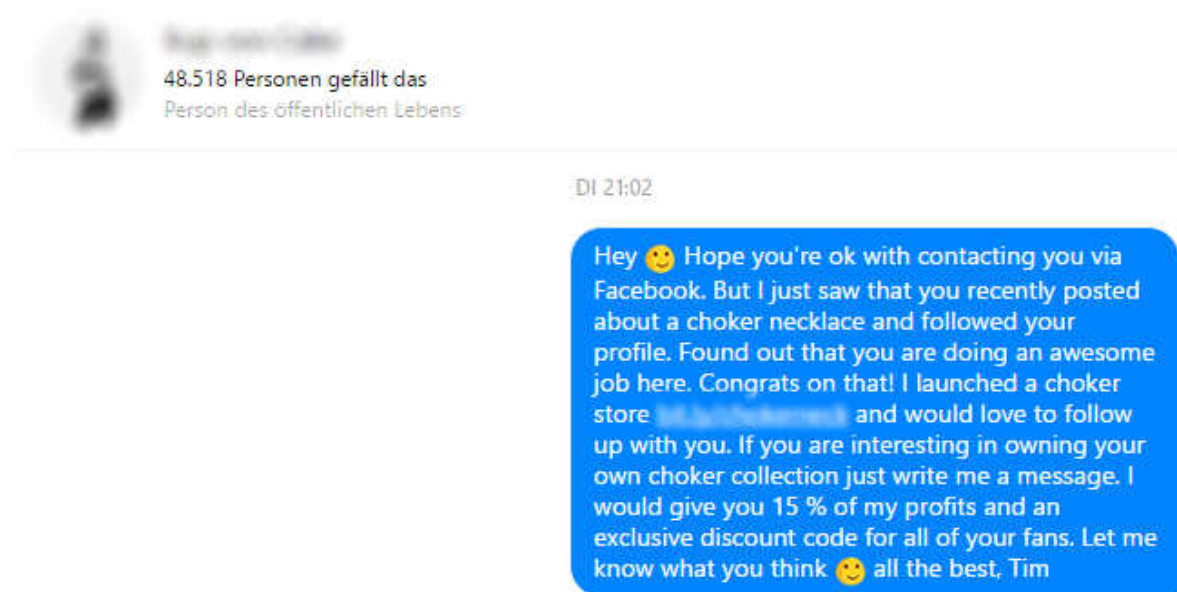 48.518 Personen gefällt das
Person des öffentlichen Lebens
DI 21:02
Hey 🙂 Hope you're ok with contacting you via
Facebook. But I just saw that you recently posted
about a choker necklace and followed your
profile. Found out that you are doing an awesome
job here. Congrats on that! I launched a choker
store and would love to follow
up with you. If you are interesting in owning your
own choker collection just write me a message. I
would give you 15 % of my profits and an
exclusive discount code for all of your fans. Let me
know what you think 🙂 all the best, Tim